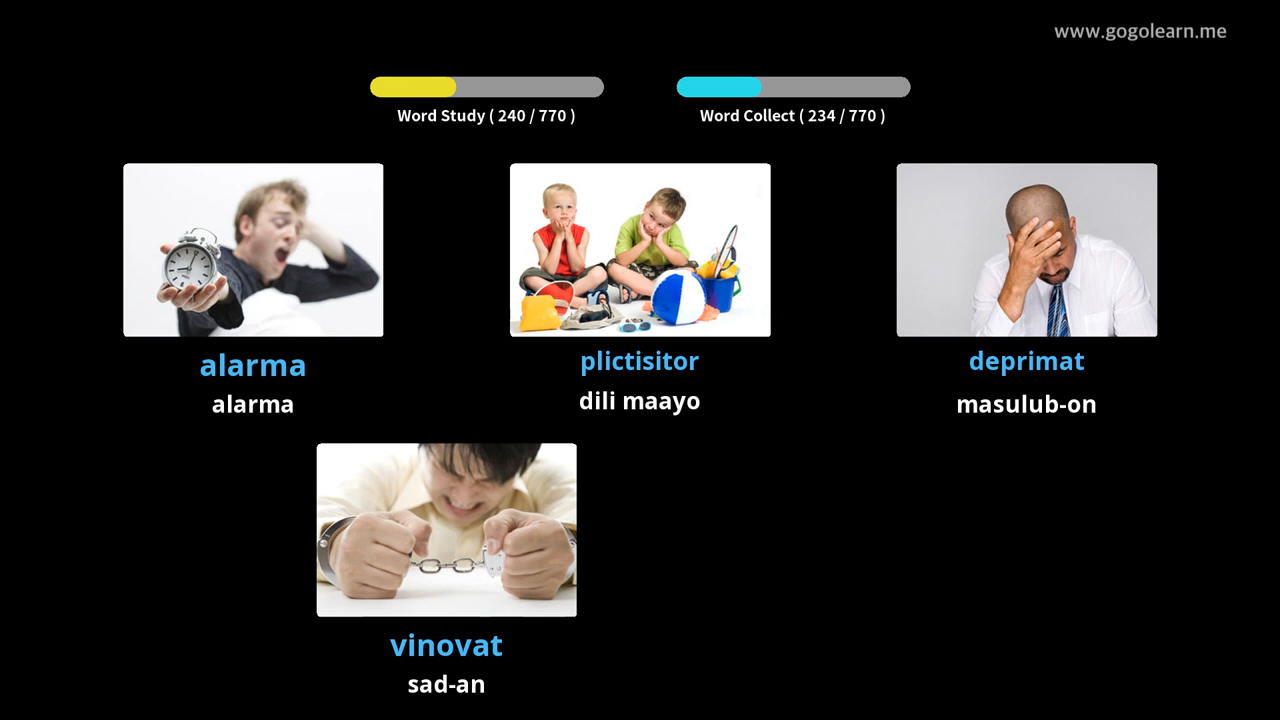 www.gogolearn.me
Word Study ( 240 / 770 )
Word Collect ( 234 / 770 )
alarma
alarma
plictisitor
dili maayo
deprimat
masulub-on
vinovat
sad-an